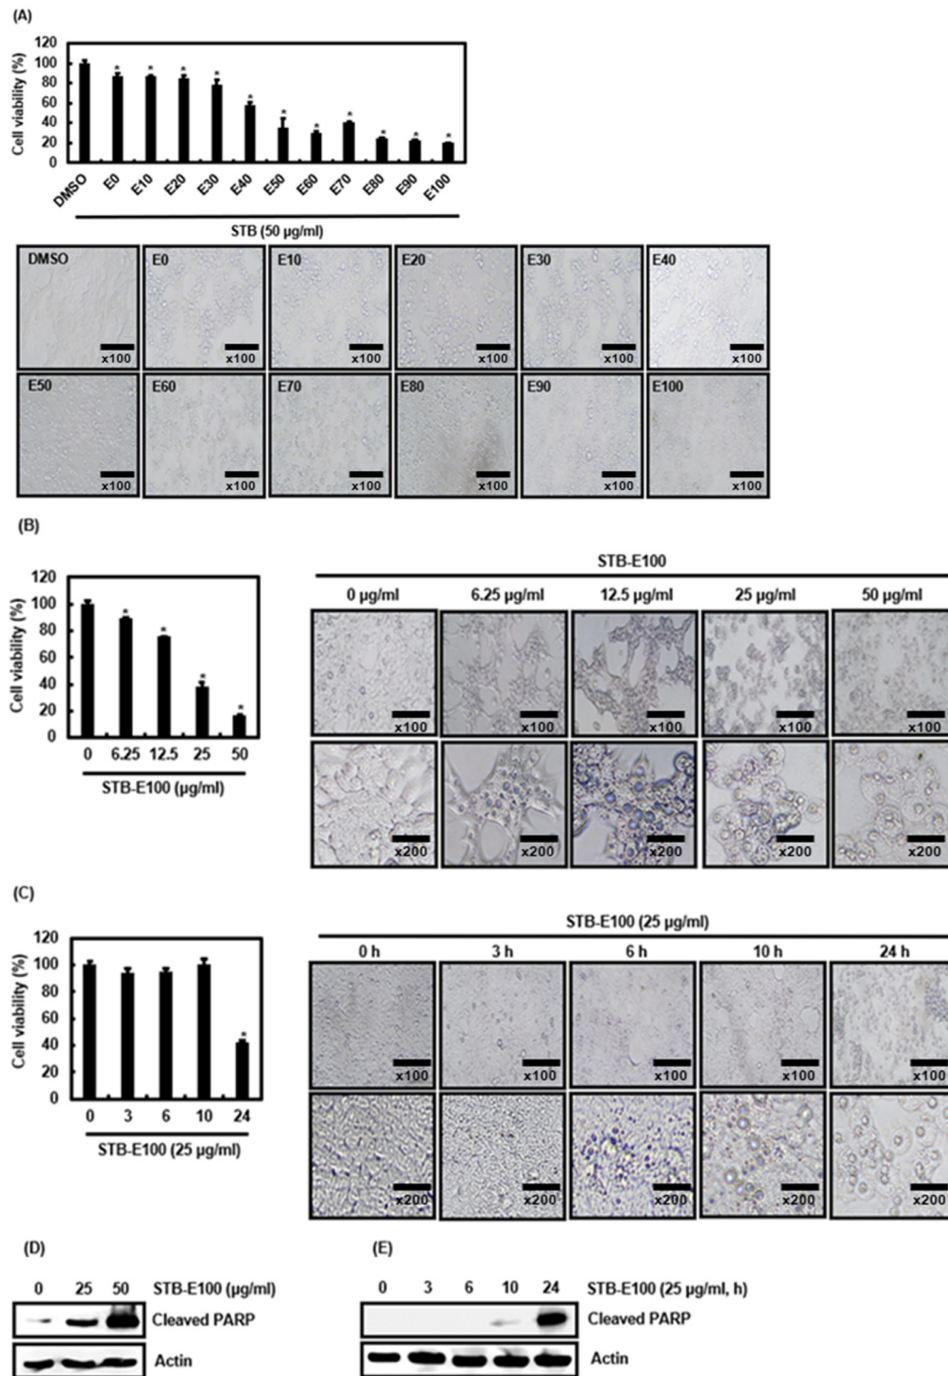 (A)
120
100
80
60
40
20
0
Cell viability (%)
* * * * * * * * * * *
DMSO E0 E10 E20 E30 E40 E50 E60 E70 E80 E90 E100
STB (50 µg/ml)
DMSO E0 E10 E20 E30 E40
x100 x100 x100 x100 x100 x100
E50 E60 E70 E80 E90 E100
x100 x100 x100 x100 x100 x100
(B)
120
100
80
60
40
20
0
Cell viability (%)
* * * *
0 6.25 12.5 25 50
STB-E100 (µg/ml)
STB-E100
0 µg/ml 6.25 µg/ml 12.5 µg/ml 25 µg/ml 50 µg/ml
x100 x100 x100 x100 x100
x200 x200 x200 x200 x200
(C)
120
100
80
60
40
20
0
Cell viability (%)
*
0 3 6 10 24
STB-E100 (25 µg/ml)
STB-E100 (25 µg/ml)
0 h 3 h 6 h 10 h 24 h
x100 x100 x100 x100 x100
x200 x200 x200 x200 x200
(D)
0 25 50 STB-E100 (µg/ml)
Cleaved PARP
Actin
(E)
0 3 6 10 24 STB-E100 (25 µg/ml, h)
Cleaved PARP
Actin